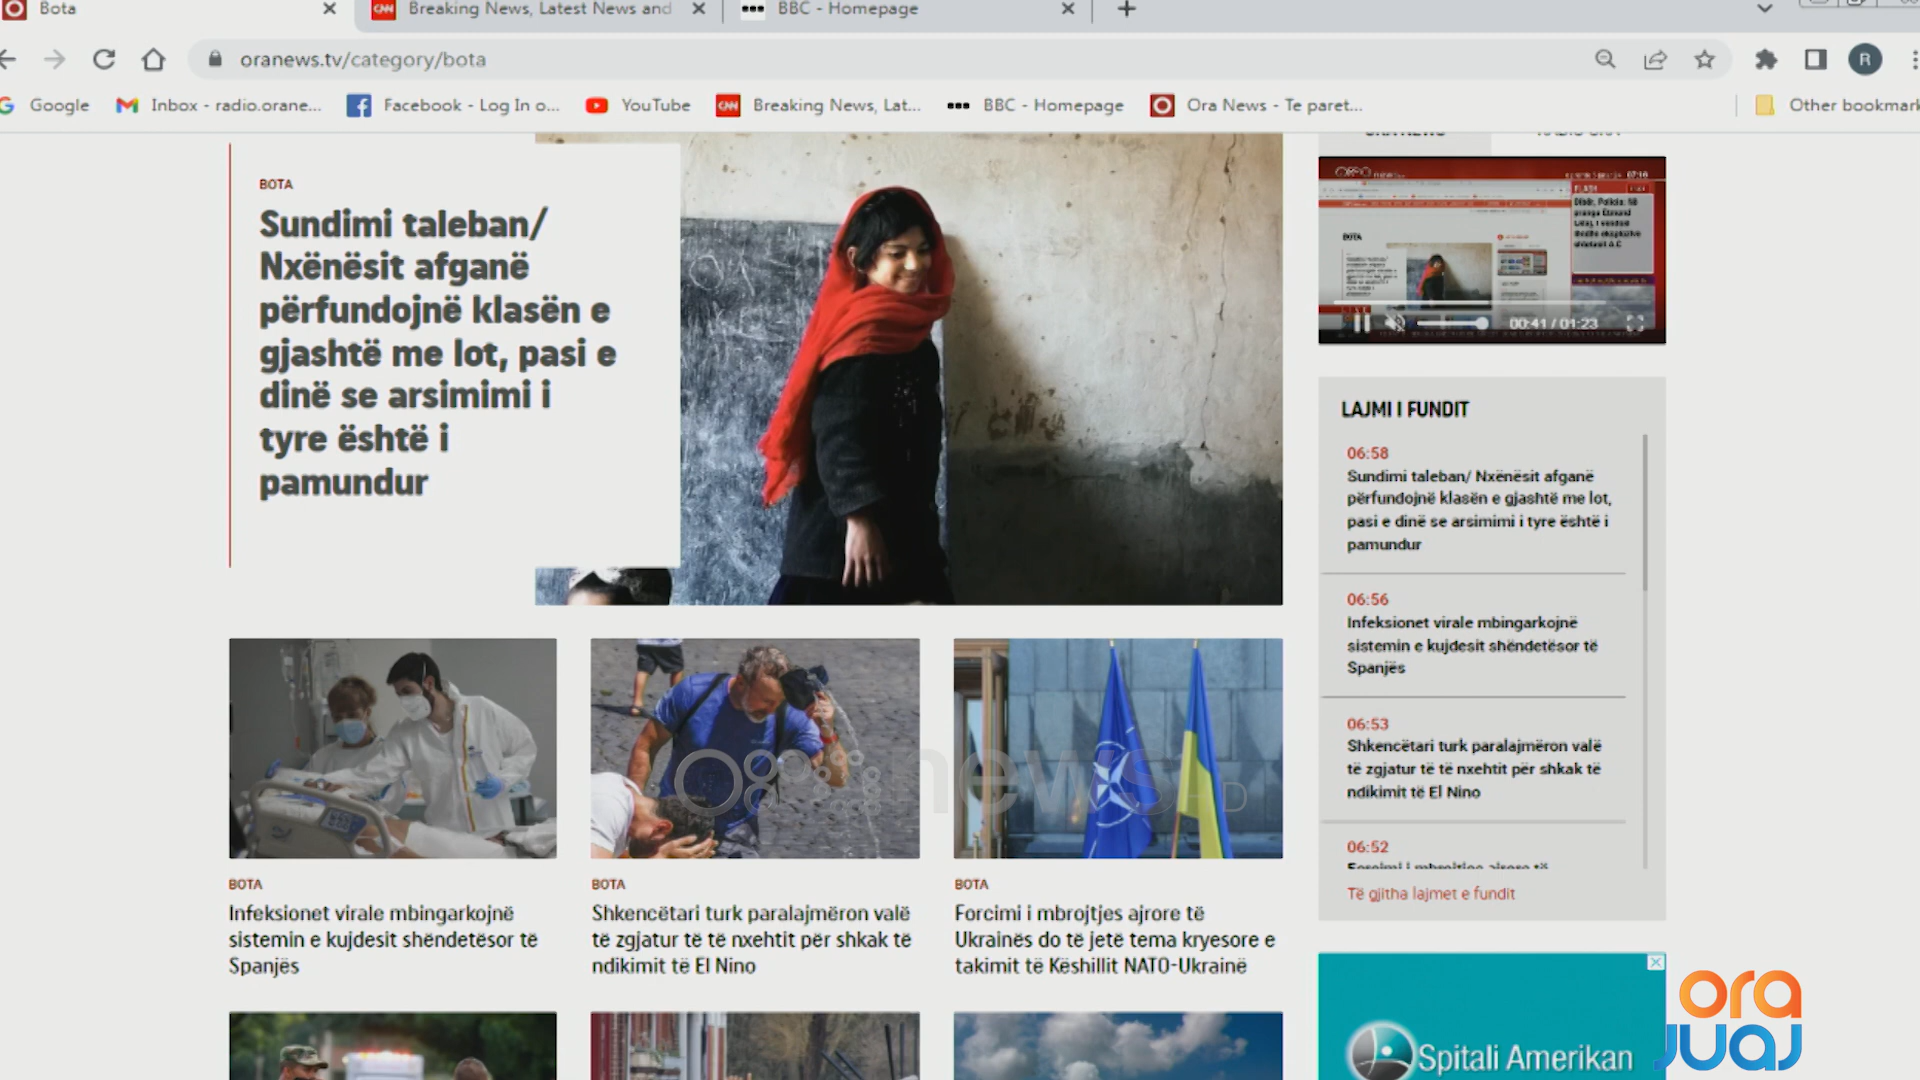 Bota
Breaking News, Latest News and
BBC - Homepage
oranews.tv/category/bota
R
Google
Inbox - radio.orane...
Facebook - Log In o...
YouTube
CNN
Breaking News, Lat...
BBC - Homepage
Ora News - Te paret...
Other bookmark
BOTA
Sundimi taleban/
Nxënësit afganë
përfundojnë klasën e
gjashtë me lot, pasi e
dinë se arsimimi i
tyre është i
pamundur
00:41 / 01:23
LAJMI I FUNDIT
06:58
Sundimi taleban/ Nxënësit afganë
përfundojnë klasën e gjashtë me lot,
pasi e dinë se arsimimi i tyre është i
pamundur
06:56
Infeksionet virale mbingarkojnë
sistemin e kujdesit shëndetësor të
Spanjës
06:53
Shkencëtari turk paralajmëron valë
të zgjatur të të nxehtit për shkak të
ndikimit të El Nino
06:52
Të gjitha lajmet e fundit
BOTA
Infeksionet virale mbingarkojnë
sistemin e kujdesit shëndetësor të
Spanjës
BOTA
Shkencëtari turk paralajmëron valë
të zgjatur të të nxehtit për shkak të
ndikimit të El Nino
BOTA
Forcimi i mbrojtjes ajrore të
Ukrainës do të jetë tema kryesore e
takimit të Këshillit NATO-Ukrainë
news HD
Spitali Amerikan
ora
juaj